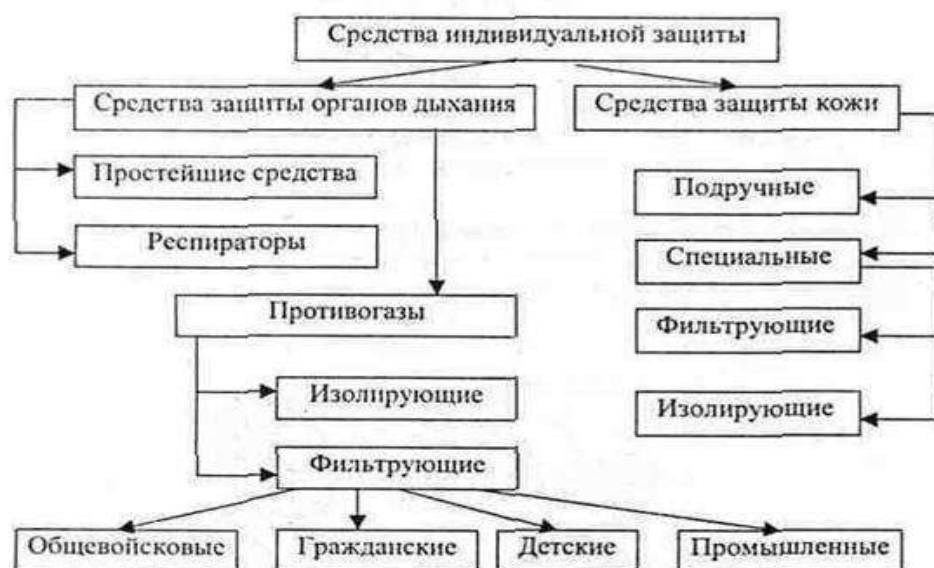 Средства индивидуальной защиты
Средства защиты органов дыхания
Средства защиты кожи
Простейшие средства
Подручные
Респираторы
Специальные
Противогазы
Фильтрующие
Изолирующие
Изолирующие
Фильтрующие
Общевойсковые
Гражданские
Детские
Промышленные